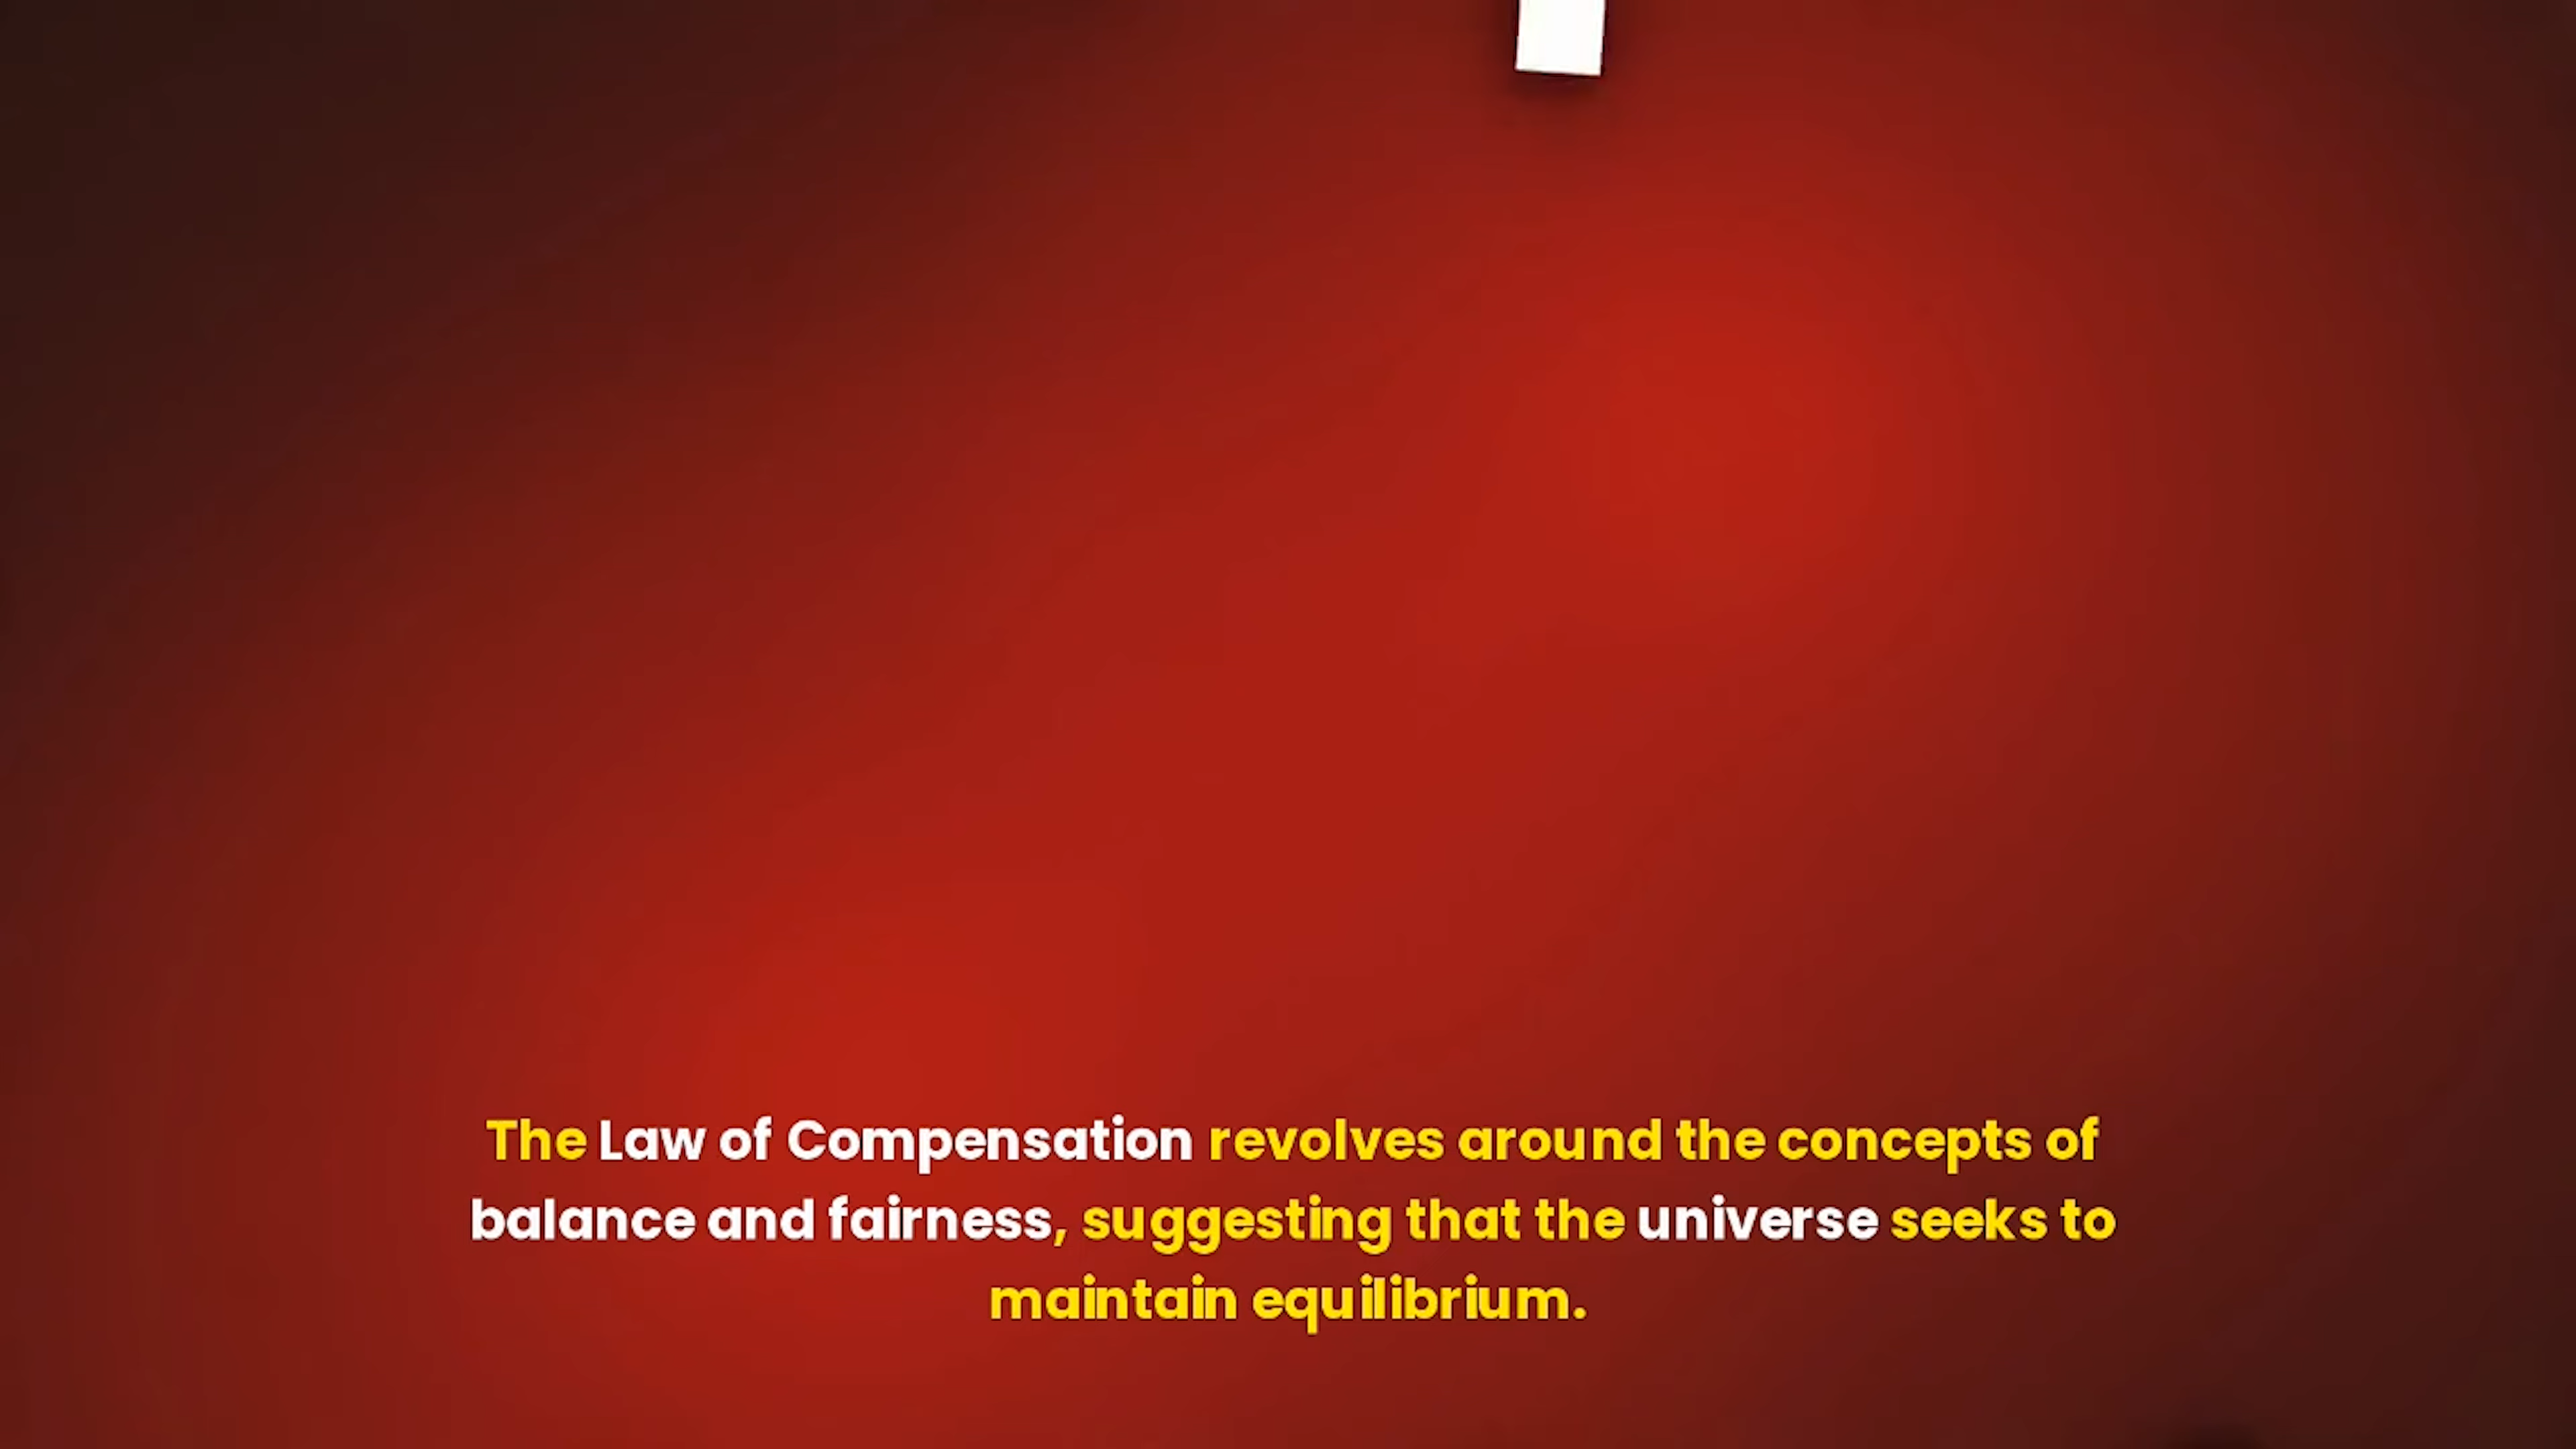 The Law of Compensation revolves around the concepts of
balance and fairness, suggesting that the universe seeks to
maintain equilibrium.